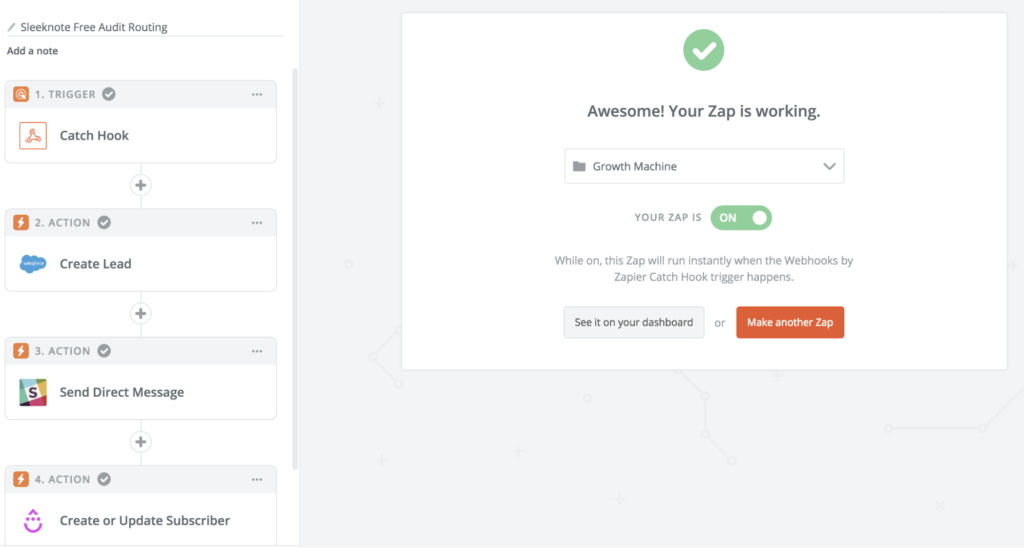 Sleeknote Free Audit Routing
Add a note
1. TRIGGER
Catch Hook
2. ACTION
salesforce
Create Lead
3. ACTION
S
Send Direct Message
4. ACTION
Create or Update Subscriber
Awesome! Your Zap is working.
Growth Machine
YOUR ZAP IS ON
While on, this Zap will run instantly when the Webhooks by
Zapier Catch Hook trigger happens.
See it on your dashboard or Make another Zap